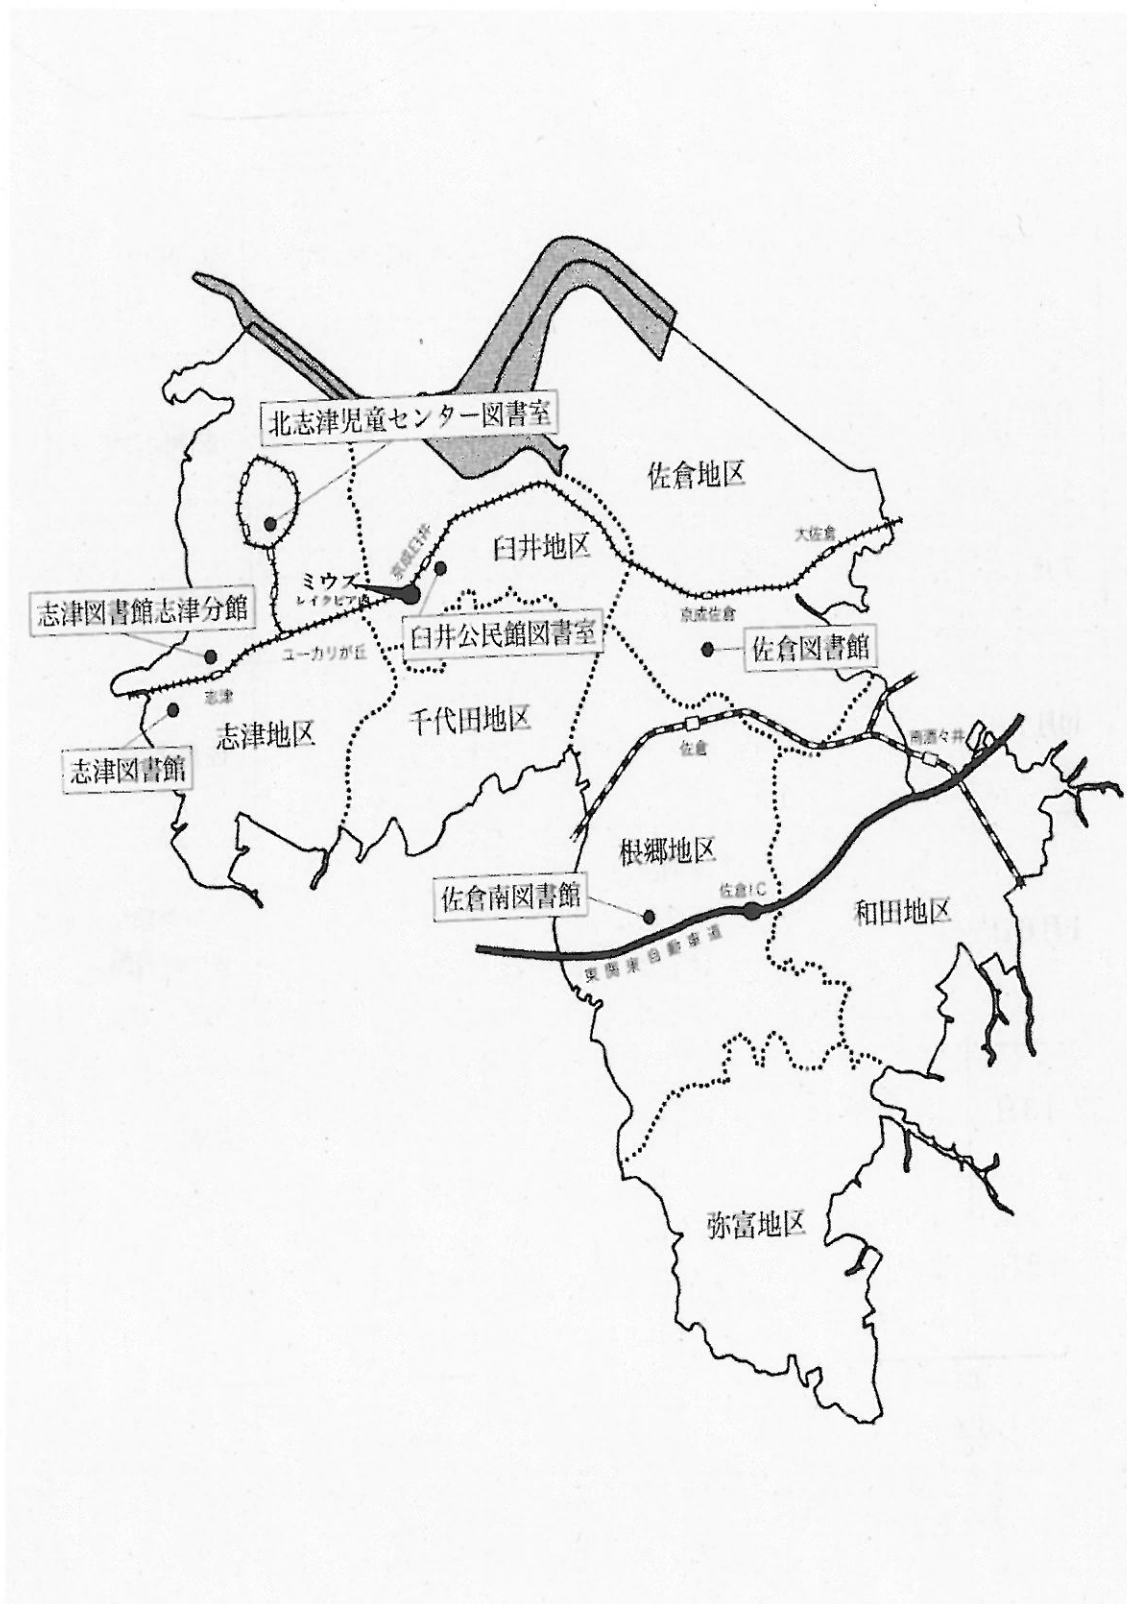 北志津児童センター図書室
佐倉地区
大佐倉
京成臼井
臼井地区
ミウズ
レイクピア内
志津図書館志津分館
京成佐倉
臼井公民館図書室
佐倉図書館
ユーカリが丘
志津
千代田地区
志津地区
佐倉
南酒々井
志津図書館
根郷地区
佐倉南図書館
佐倉IC
和田地区
東関東自動車道
弥富地区